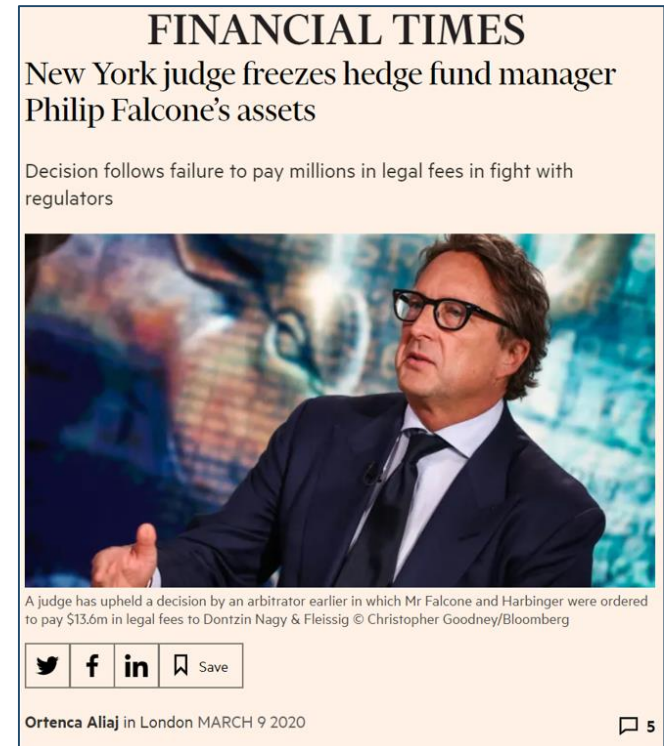 FINANCIAL TIMES
New York judge freezes hedge fund manager
Philip Falcone’s assets
Decision follows failure to pay millions in legal fees in fight with
regulators
A judge has upheld a decision by an arbitrator earlier in which Mr Falcone and Harbinger were ordered
to pay $13.6m in legal fees to Dontzin Nagy & Fleissig © Christopher Goodney/Bloomberg
f in Save
Ortenca Aliaj in London MARCH 9 2020 5